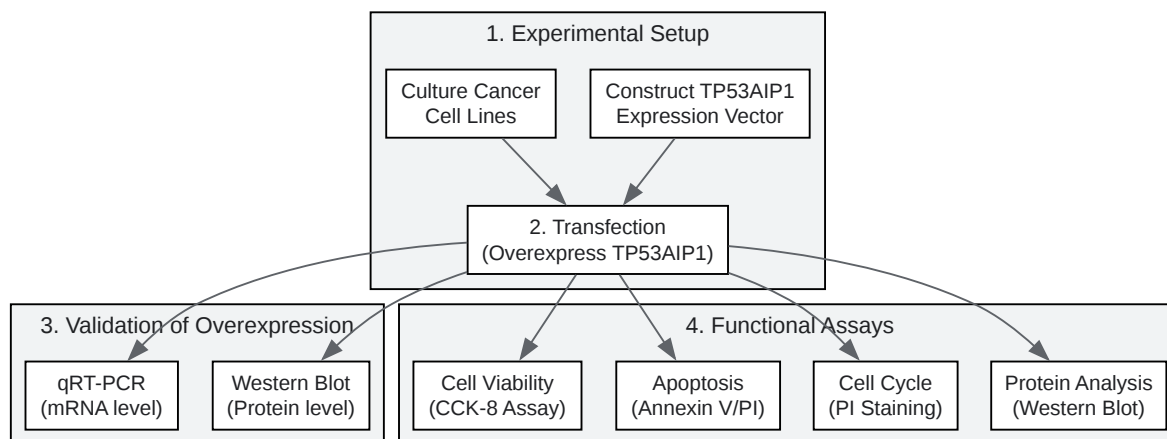 1. Experimental Setup
Culture Cancer
Cell Lines
Construct TP53AIP1
Expression Vector
2. Transfection
(Overexpress TP53AIP1)
3. Validation of Overexpression
qRT-PCR
(mRNA level)
Western Blot
(Protein level)
4. Functional Assays
Cell Viability
(CCK-8 Assay)
Apoptosis
(Annexin V/PI)
Cell Cycle
(PI Staining)
Protein Analysis
(Western Blot)